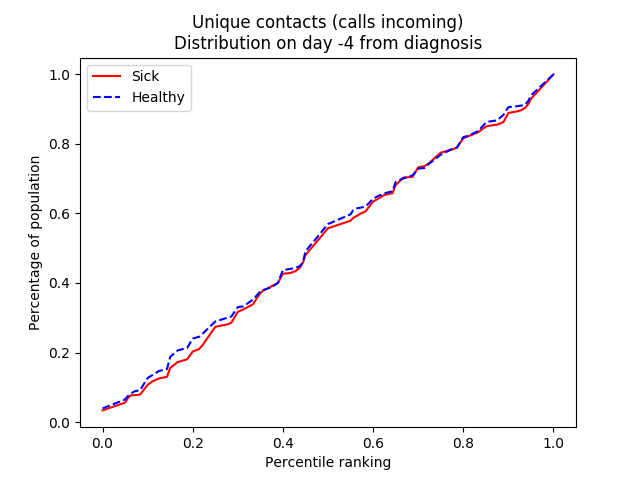 Unique contacts (calls incoming)
Distribution on day -4 from diagnosis
Sick
Healthy
Percentage of population
1.0
0.8
0.6
0.4
0.2
0.0
0.0 0.2 0.4 0.6 0.8 1.0
Percentile ranking